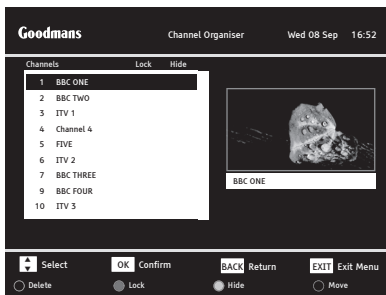 Goodmans Channel Organiser Wed 08 Sep 16:52
Channels Lock Hide
1 BBC ONE
2 BBC TWO
3 ITV 1
4 Channel 4
5 FIVE
6 ITV 2
7 BBC THREE
9 BBC FOUR
10 ITV 3
BBC ONE
Select OK Confirm BACK Return EXIT Exit Menu
Delete Lock Hide Move